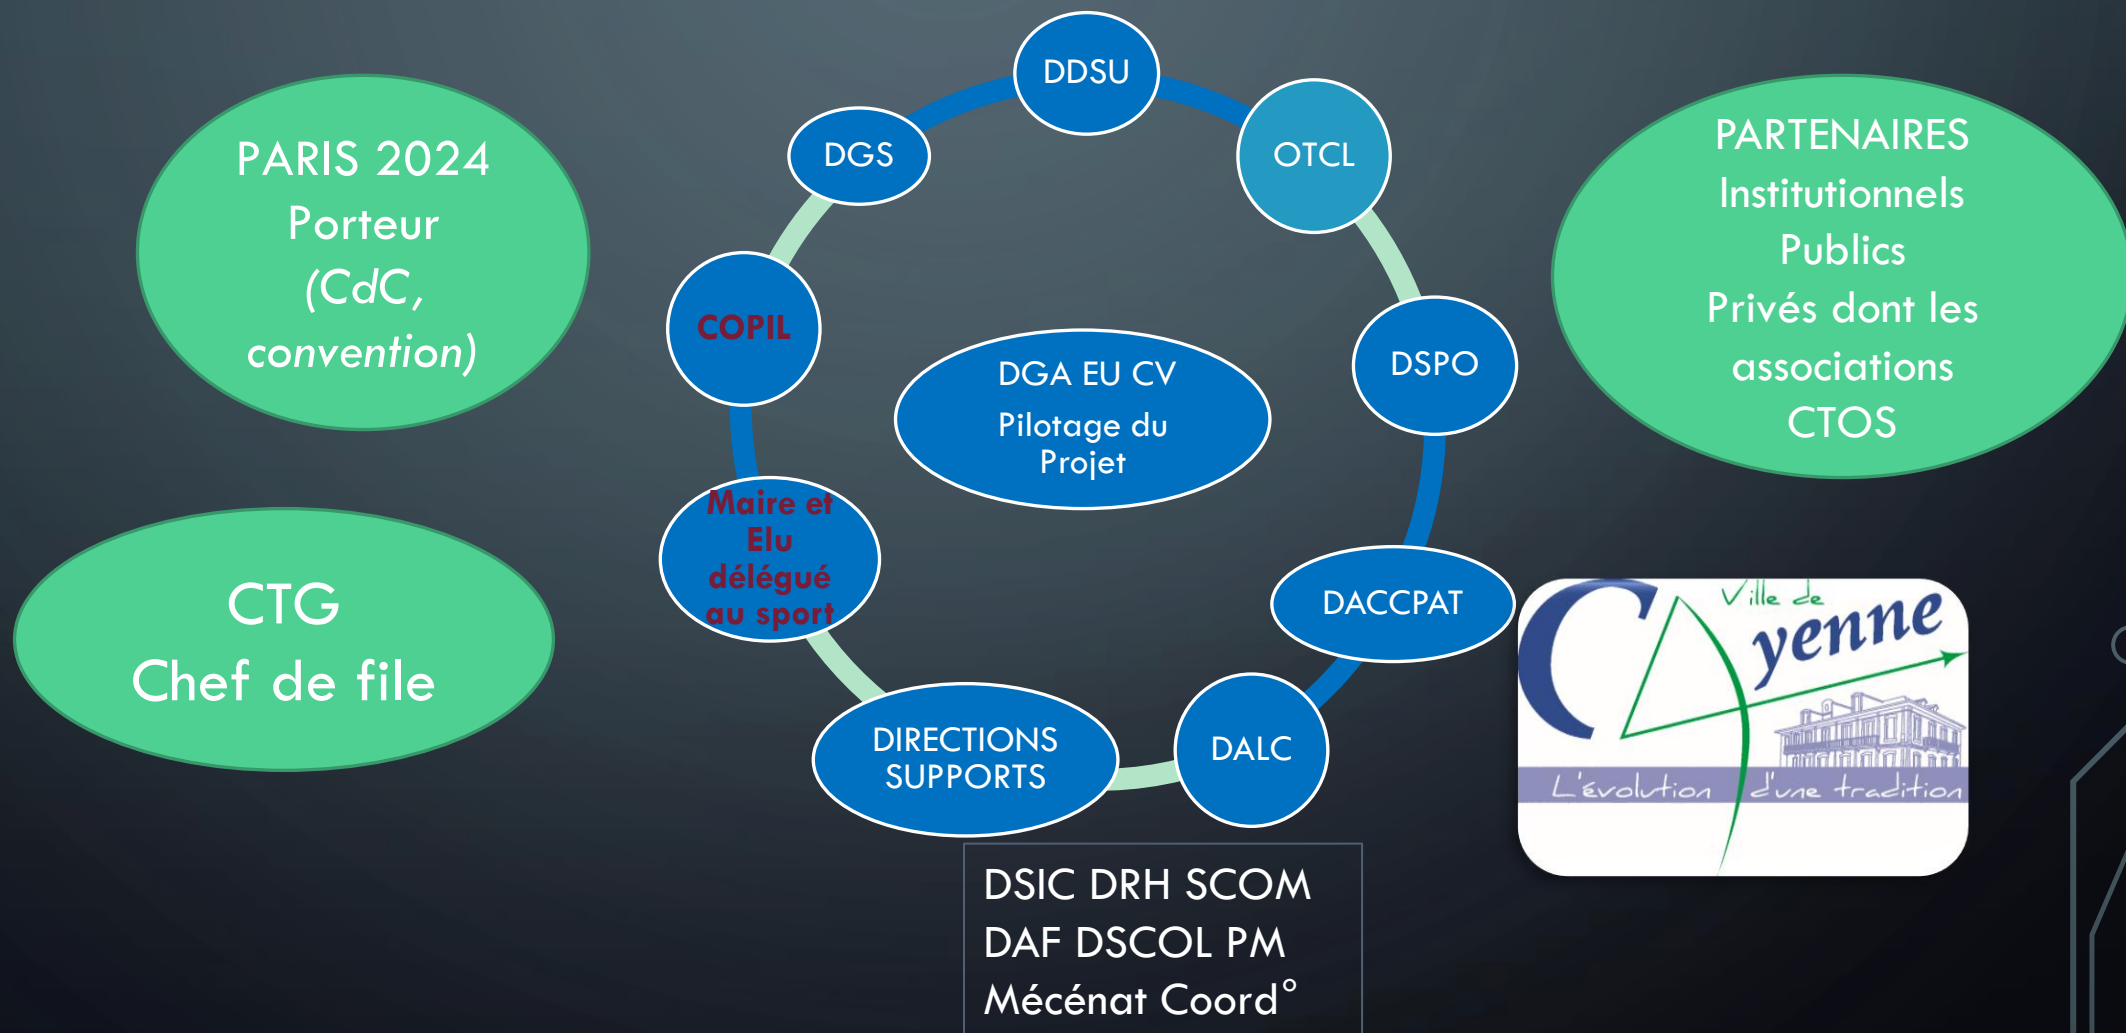 PARIS 2024
Porteur
(CdC,
convention)
CTG
Chef de file
DDSU
DGS
OTCL
COPIL
DSPO
DGA EU CV
Pilotage du
Projet
Maire et
Elu
délégué
au sport
DACCPAT
DIRECTIONS
SUPPORTS
DALC
DSIC DRH SCOM
DAF DSCOL PM
Mécénat Coord°
PARTENAIRES
Institutionnels
Publics
Privés dont les
associations
CTOS
Ville de
CAyenne
L'évolution d'une tradition